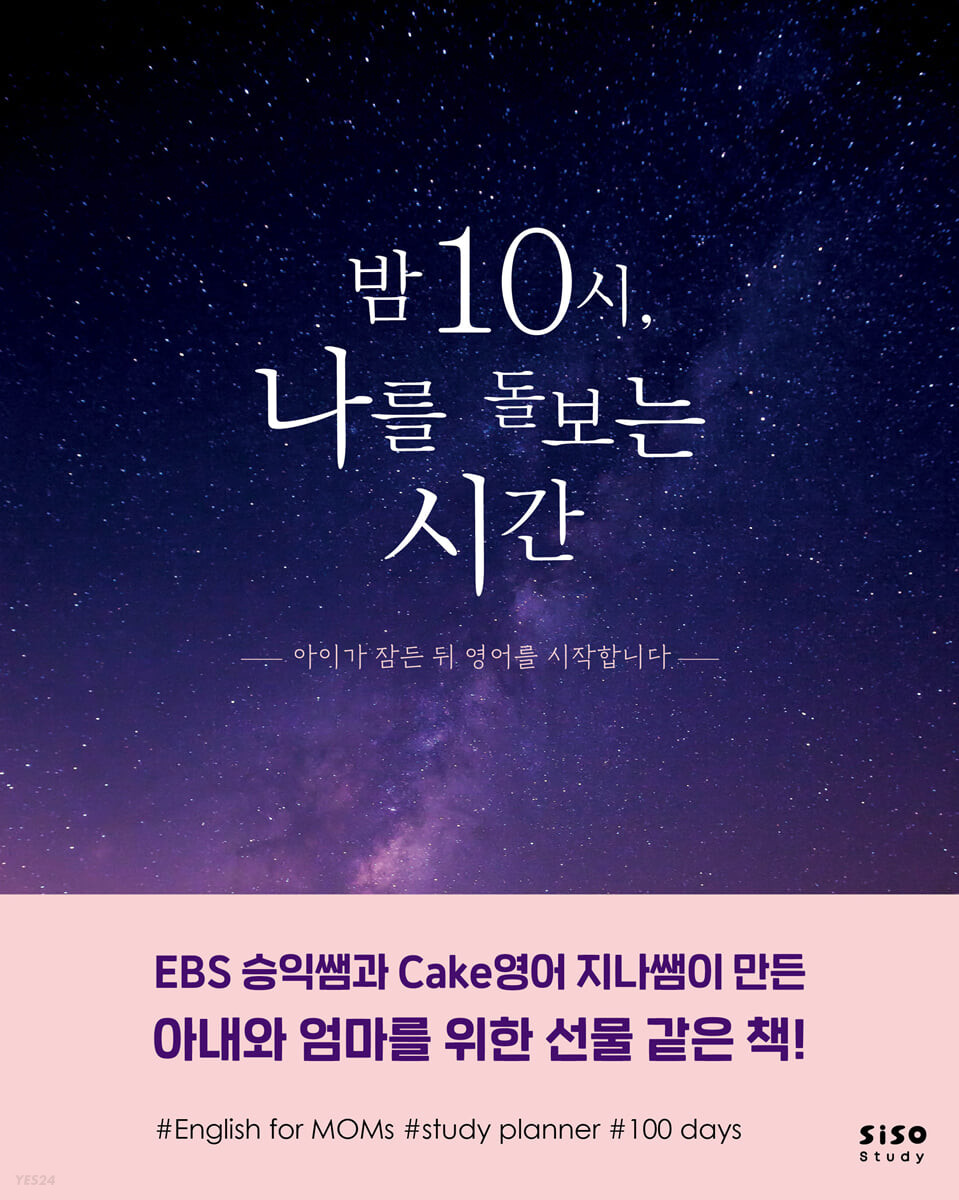 밤 10시,
나를 돌보는
시간
아이가 잠든 뒤 영어를 시작합니다
EBS 승익쌤과 Cake영어 지나쌤이 만든
아내와 엄마를 위한 선물 같은 책!
#English for MOMs #study planner #100 days
SiSO
Study
YES24